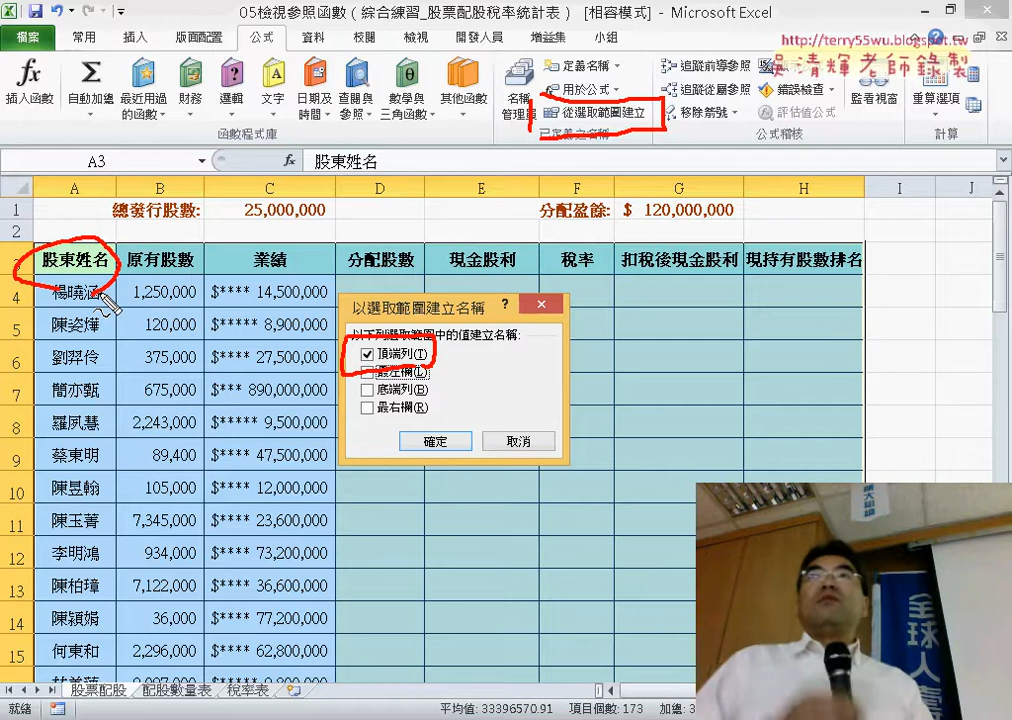 05檢視參照函數（綜合練習_股票配股稅率統計表） [相容模式] - Microsoft Excel
檔案 常用 插入 版面配置 公式 資料 校閱 檢視 開發人員 增益集 小組
http://terry55wu.blogspot.tw
吳清輝老師錄製
插入函數 自動加總 最近用過的函數 財務 邏輯 文字 日期及時間 查閱與參照 數學與三角函數 其他函數
函數程式庫
名稱管理員 定義名稱 用於公式 從選取範圍建立
已定義之名稱
追蹤前導參照 追蹤從屬參照 移除箭號 錯誤檢查 評估值公式 監看視窗
公式稽核
重算選項
計算
A3 fx 股東姓名
A B C D E F G H I J
1 總發行股數: 25,000,000 分配盈餘: $ 120,000,000
2
股東姓名 原有股數 業績 分配股數 現金股利 稅率 扣稅後現金股利 現持有股數排名
4 楊曉涵 1,250,000 $**** 14,500,000
5 陳姿燁 120,000 $**** 8,900,000
6 劉羿伶 375,000 $**** 27,500,000
7 簡亦甄 675,000 $*** 890,000,000
8 羅夙慧 2,243,000 $**** 9,500,000
9 蔡東明 89,400 $**** 47,500,000
10 陳昱翰 105,000 $**** 12,000,000
11 陳玉菁 7,345,000 $**** 23,600,000
12 李明鴻 934,000 $**** 73,200,000
13 陳柏璋 7,122,000 $**** 36,600,000
14 陳穎娟 36,000 $**** 77,200,000
15 何東和 2,296,000 $**** 62,800,000
以選取範圍建立名稱
以下列選取範圍中的值建立名稱:
頂端列(T)
最左欄(L)
底端列(B)
最右欄(R)
確定 取消
全球人壽
股票配股 配股數量表 稅率表
就緒 平均值: 33396570.91 項目個數: 173 加總: 3